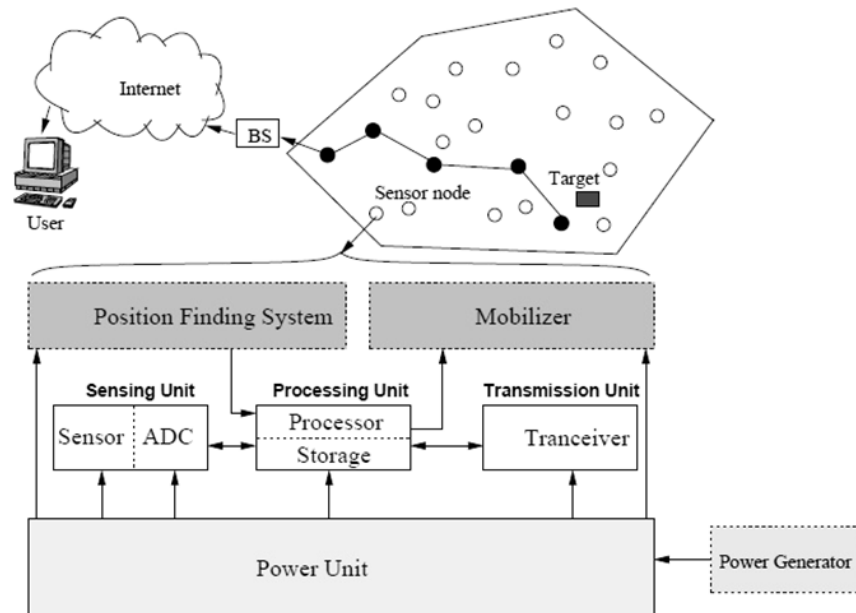 Internet
BS
User
Sensor node
Target
Position Finding System
Mobilizer
Sensing Unit
Processing Unit
Transmission Unit
Sensor
ADC
Processor
Storage
Tranceiver
Power Unit
Power Generator